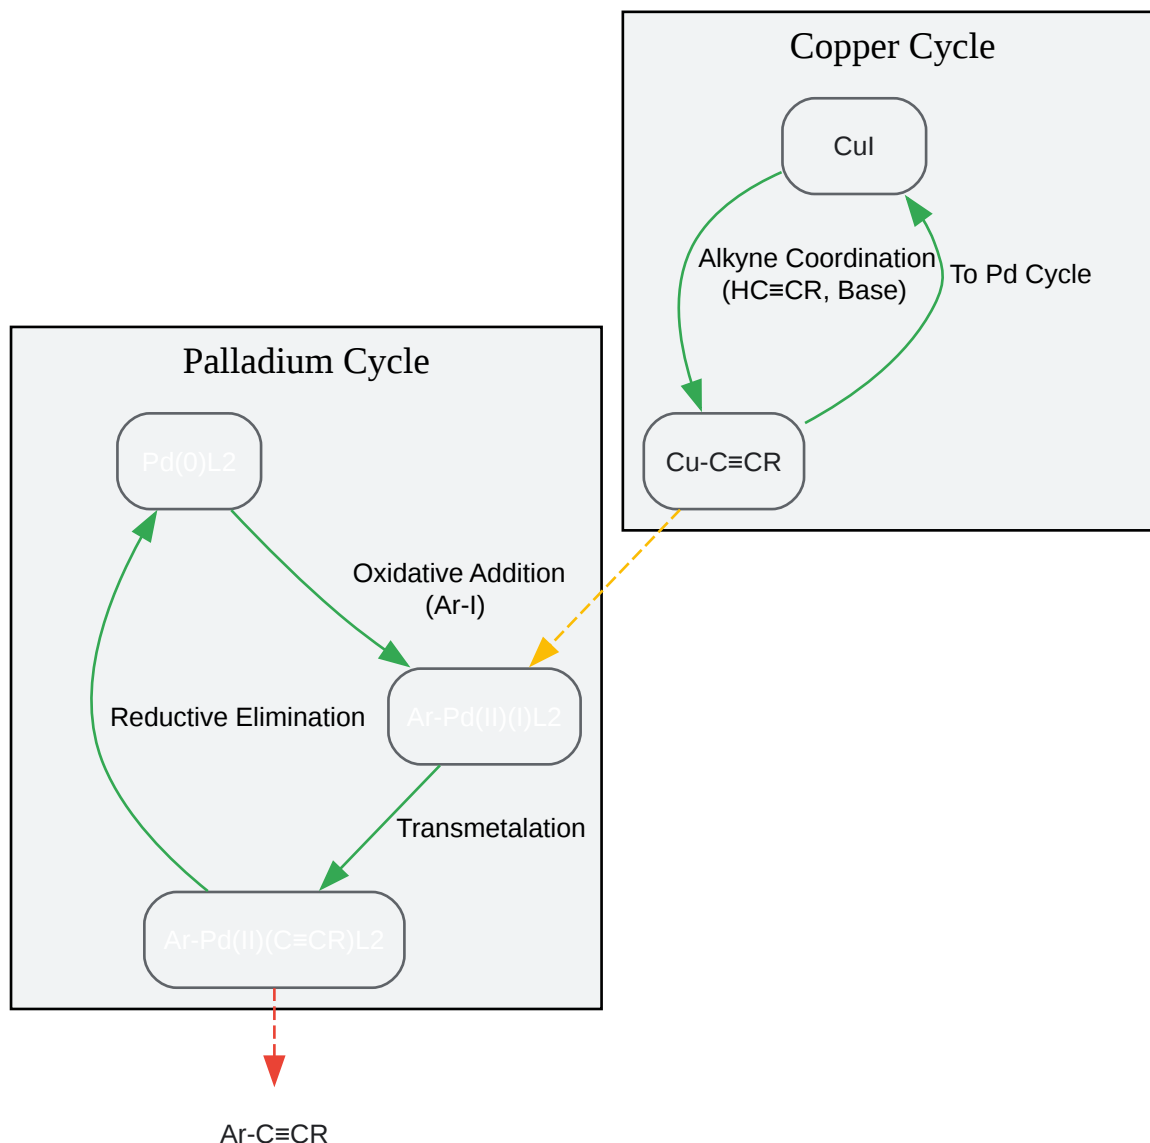 Copper Cycle
CuI
Alkyne Coordination
(HC≡CR, Base)
To Pd Cycle
Cu-C≡CR
Palladium Cycle
Pd(0)L2
Oxidative Addition
(Ar-I)
Ar-Pd(II)(I)L2
Reductive Elimination
Transmetalation
Ar-Pd(II)(C≡CR)L2
Ar-C≡CR